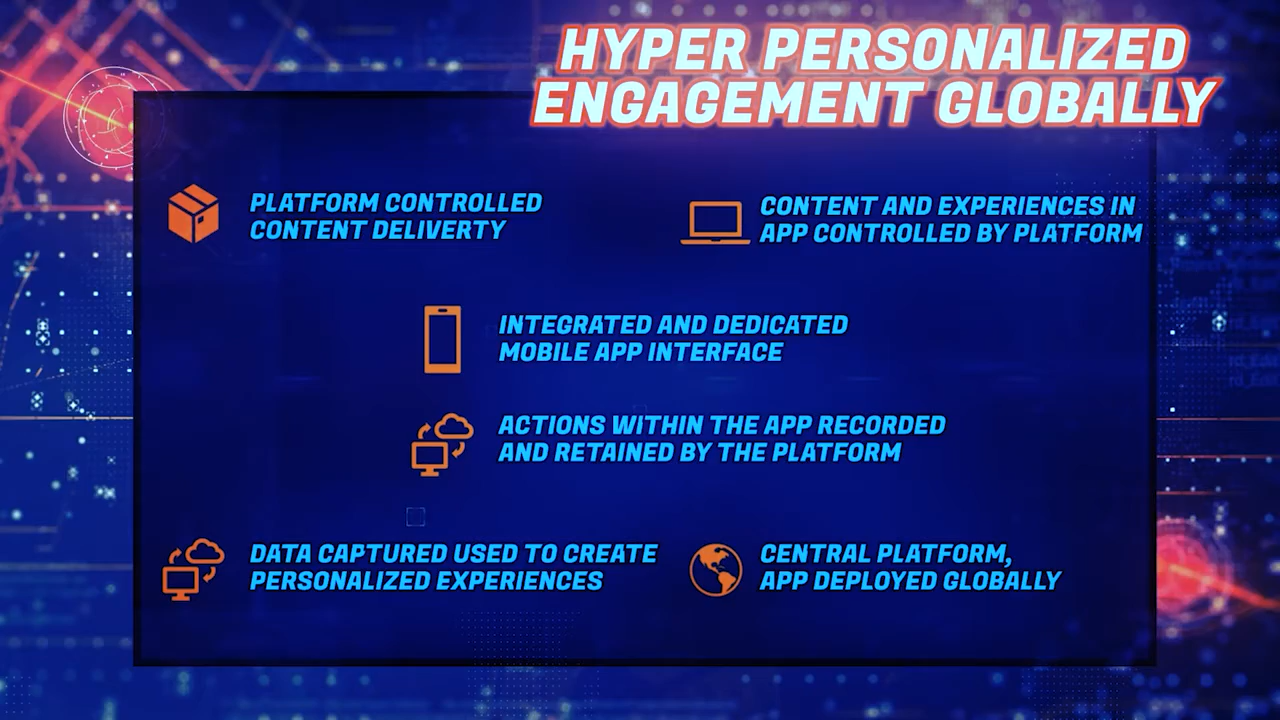 HYPER PERSONALIZED
ENGAGEMENT GLOBALLY
PLATFORM CONTROLLED
CONTENT DELIVERTY
CONTENT AND EXPERIENCES IN
APP CONTROLLED BY PLATFORM
INTEGRATED AND DEDICATED
MOBILE APP INTERFACE
ACTIONS WITHIN THE APP RECORDED
AND RETAINED BY THE PLATFORM
DATA CAPTURED USED TO CREATE
PERSONALIZED EXPERIENCES
CENTRAL PLATFORM,
APP DEPLOYED GLOBALLY